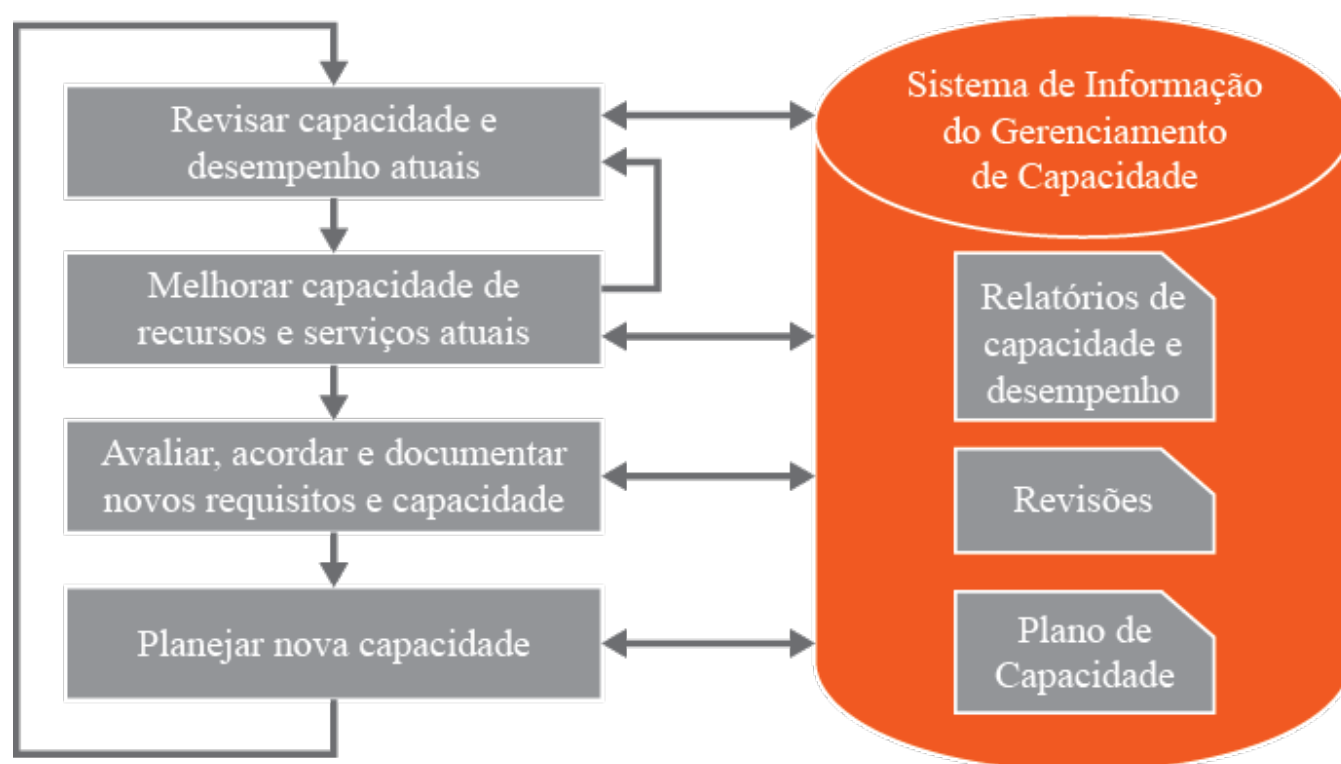 Revisar capacidade e
desempenho atuais
Melhorar capacidade de
recursos e serviços atuais
Avaliar, acordar e documentar
novos requisitos e capacidade
Planejar nova capacidade
Sistema de Informação
do Gerenciamento
de Capacidade
Relatórios de
capacidade e
desempenho
Revisões
Plano de
Capacidade